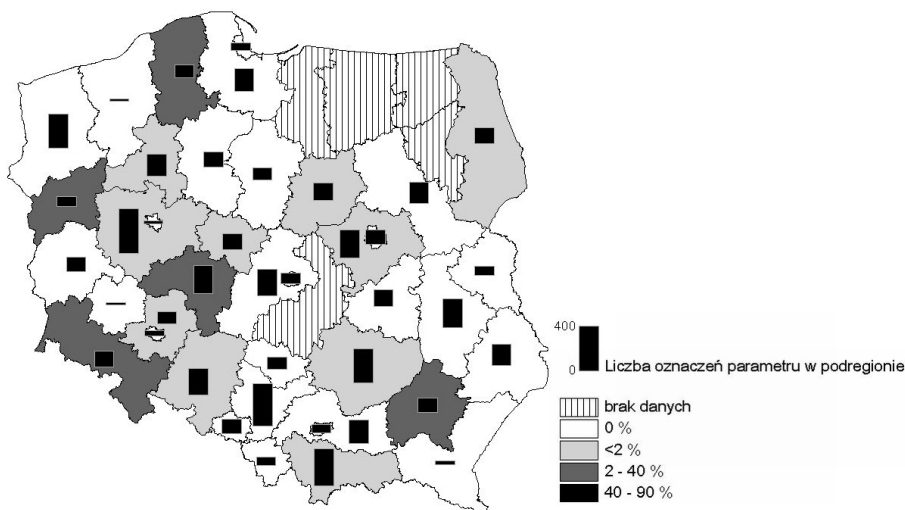 400
0
Liczba oznaczeń parametru w podregionie
brak danych
0 %
<2 %
2 - 40 %
40 - 90 %